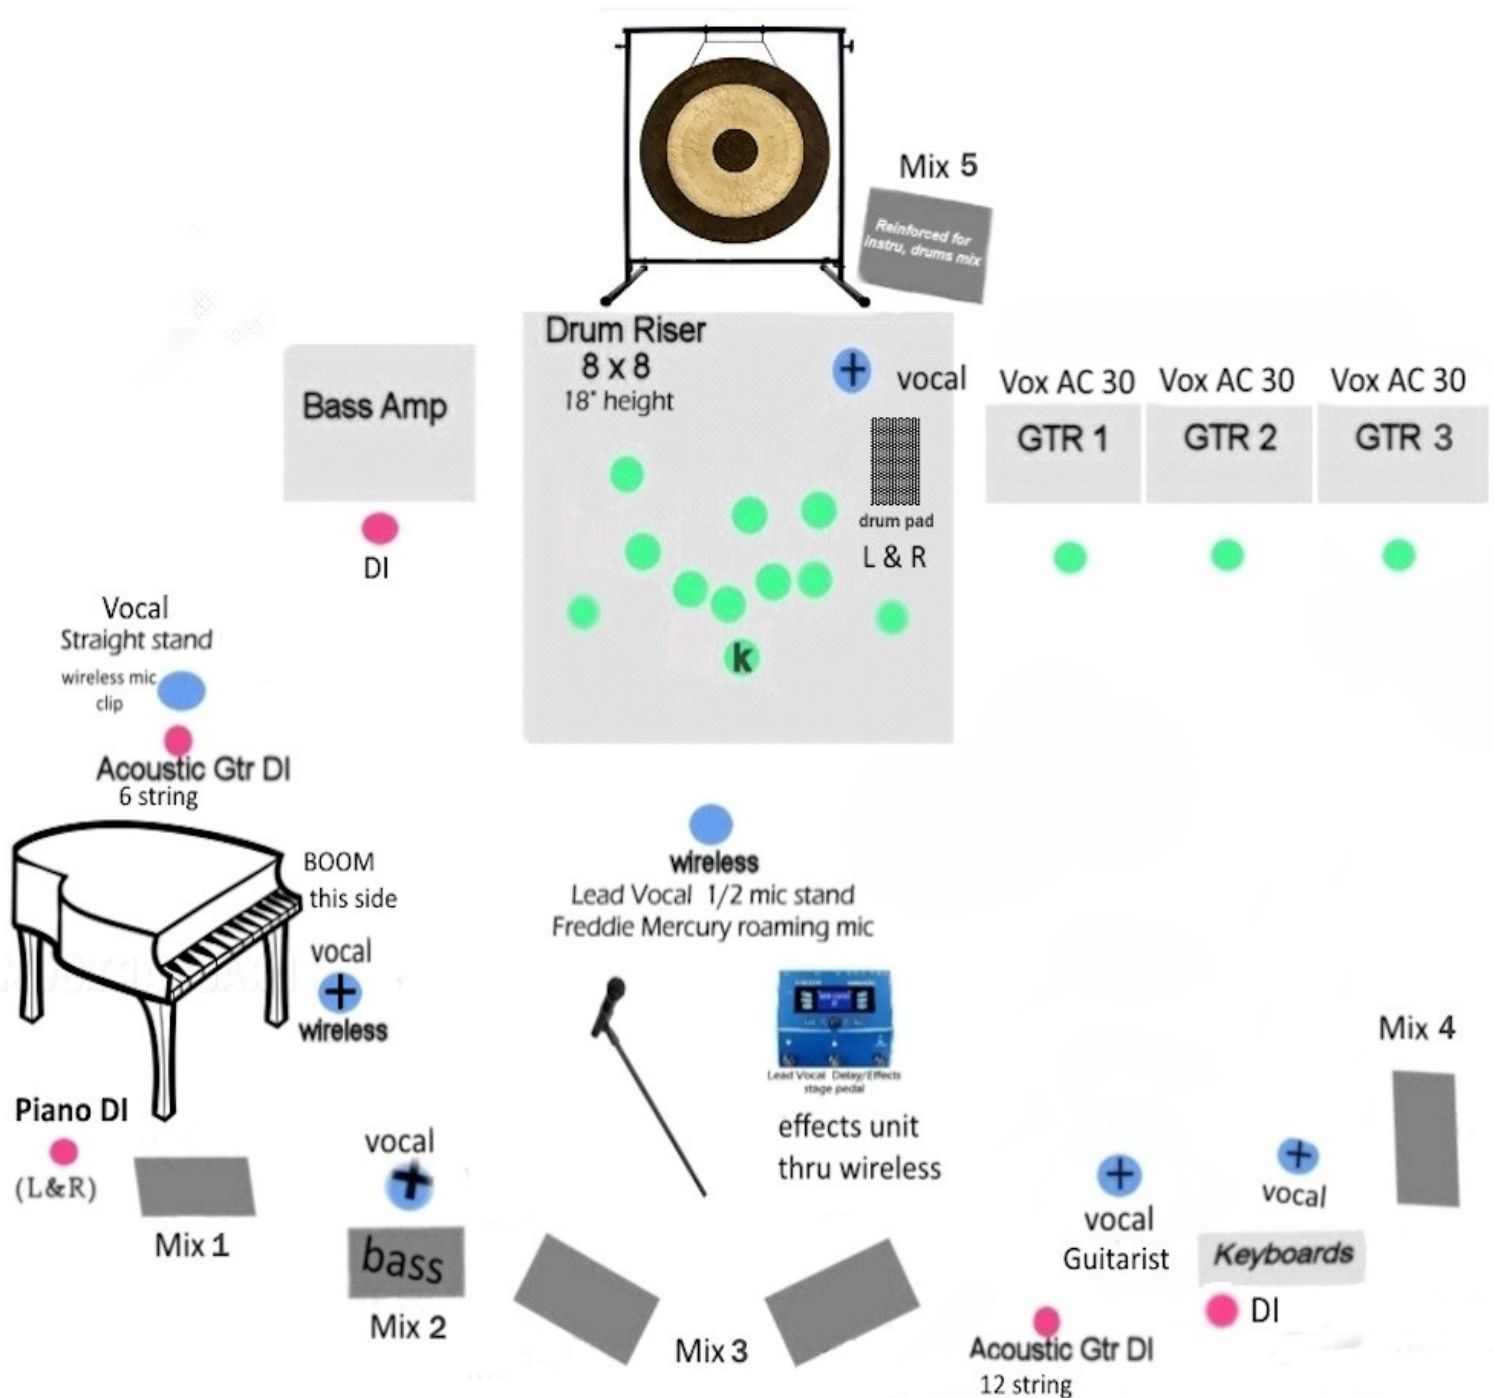 Mix 5
Reinforced for
instru, drums mix
Drum Riser
8 x 8
18" height
vocal
drum pad
L & R
Bass Amp
DI
Vox AC 30
GTR 1
Vox AC 30
GTR 2
Vox AC 30
GTR 3
k
Vocal
Straight stand
wireless mic
clip
Acoustic Gtr DI
6 string
BOOM
this side
vocal
wireless
wireless
Lead Vocal 1/2 mic stand
Freddie Mercury roaming mic
Lead Vocal Delay/Effects
stage pedal
effects unit
thru wireless
Piano DI
(L&R)
Mix 1
vocal
bass
Mix 2
Mix 3
Mix 4
vocal
Guitarist
vocal
Keyboards
DI
Acoustic Gtr DI
12 string